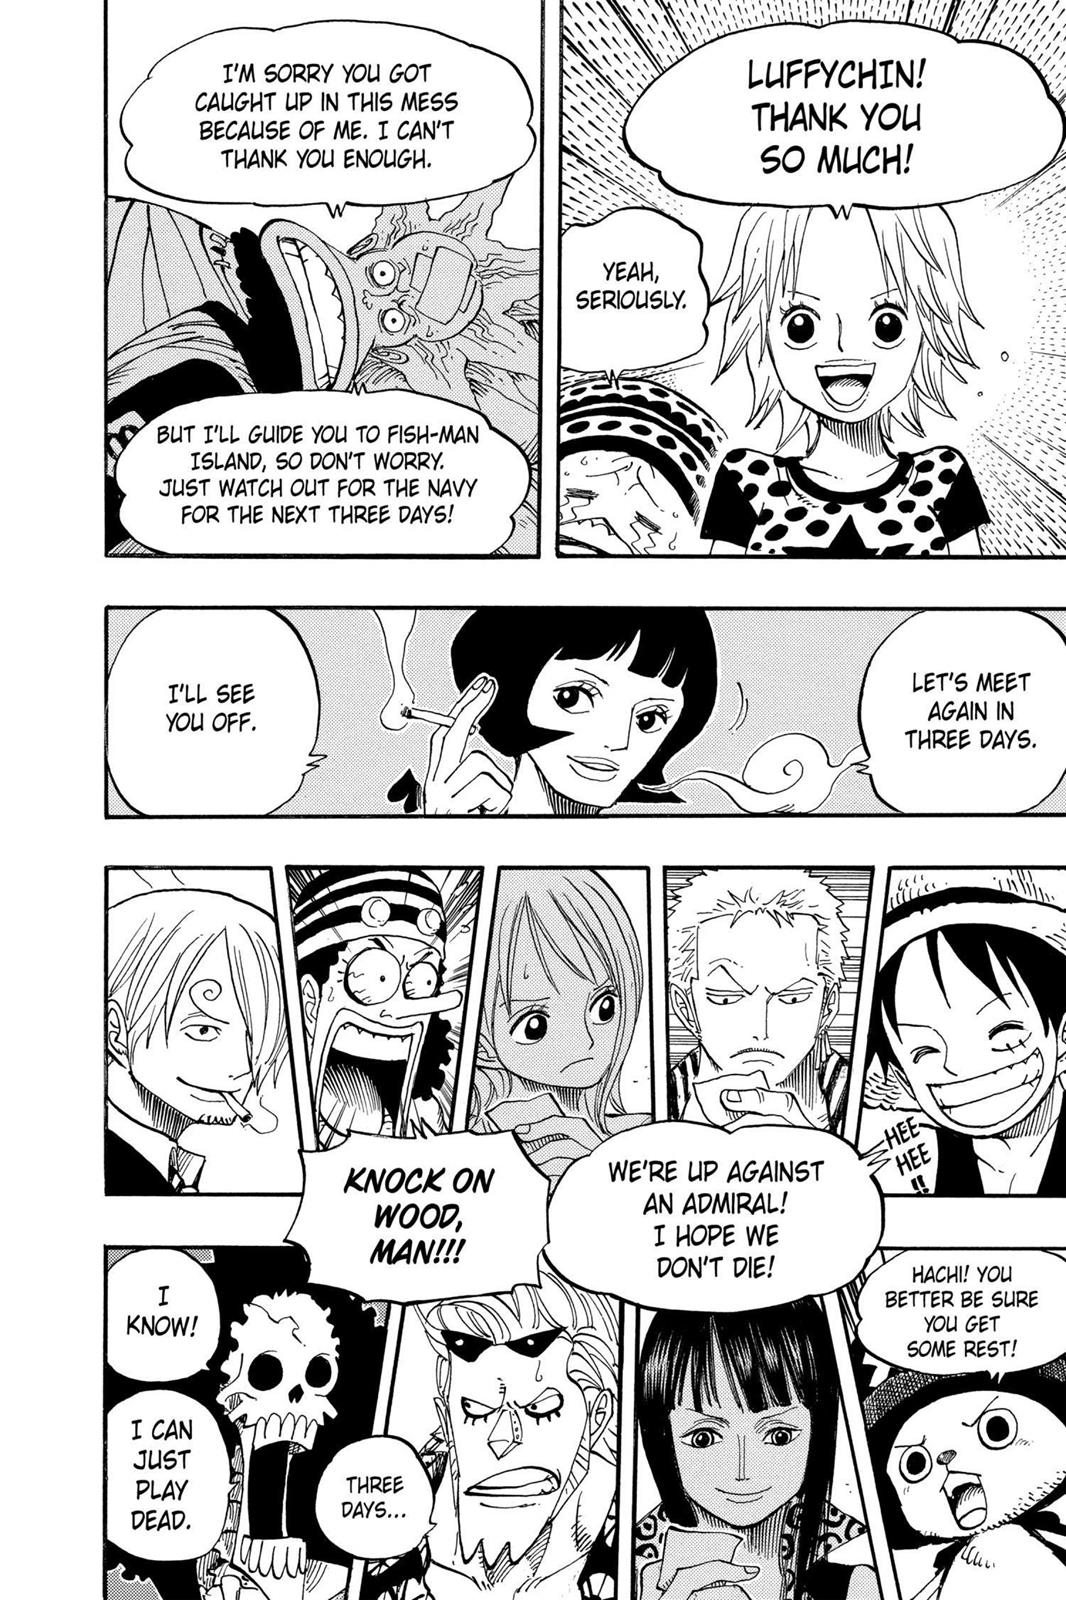 LUFFYCHIN!
THANK YOU
SO MUCH!
YEAH,
SERIOUSLY.
I'M SORRY YOU GOT
CAUGHT UP IN THIS MESS
BECAUSE OF ME. I CAN'T
THANK YOU ENOUGH.
BUT I'LL GUIDE YOU TO FISH-MAN
ISLAND, SO DON'T WORRY.
JUST WATCH OUT FOR THE NAVY
FOR THE NEXT THREE DAYS!
LET'S MEET
AGAIN IN
THREE DAYS.
I'LL SEE
YOU OFF.
HEE
HEE
!!
WE'RE UP AGAINST
AN ADMIRAL!
I HOPE WE
DON'T DIE!
KNOCK ON
WOOD,
MAN!!!
HACHI! YOU
BETTER BE SURE
YOU GET
SOME REST!
THREE
DAYS...
I
KNOW!
I CAN
JUST
PLAY
DEAD.